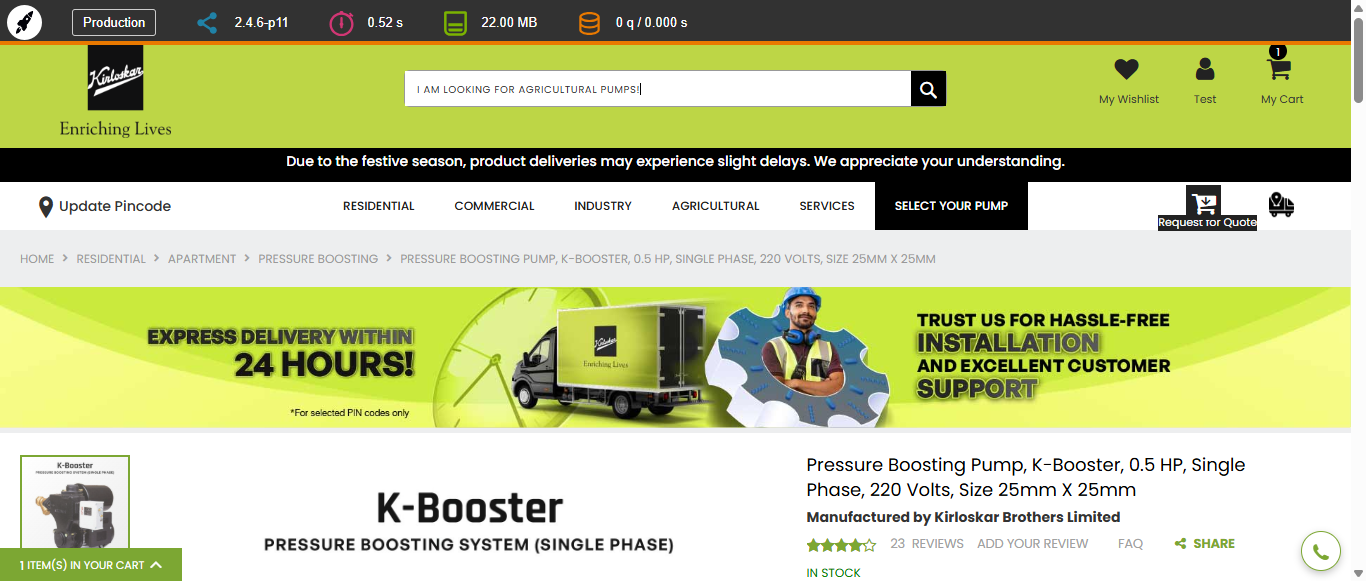 Production 2.4.6-p11 0.52 s 22.00 MB 0 q / 0.000 s
Kirloskar
Enriching Lives
I AM LOOKING FOR AGRICULTURAL PUMPS!
1
My Wishlist Test My Cart
Due to the festive season, product deliveries may experience slight delays. We appreciate your understanding.
Update Pincode RESIDENTIAL COMMERCIAL INDUSTRY AGRICULTURAL SERVICES SELECT YOUR PUMP
Request for Quote
HOME > RESIDENTIAL > APARTMENT > PRESSURE BOOSTING > PRESSURE BOOSTING PUMP, K-BOOSTER, 0.5 HP, SINGLE PHASE, 220 VOLTS, SIZE 25MM X 25MM
EXPRESS DELIVERY WITHIN
24 HOURS!
*For selected PIN codes only
Kirloskar
Enriching Lives
TRUST US FOR HASSLE-FREE
INSTALLATION
AND EXCELLENT CUSTOMER
SUPPORT
K-Booster
PRESSURE BOOSTING SYSTEM (SINGLE PHASE)
K-Booster
PRESSURE BOOSTING SYSTEM (SINGLE PHASE)
Pressure Boosting Pump, K-Booster, 0.5 HP, Single
Phase, 220 Volts, Size 25mm X 25mm
Manufactured by Kirloskar Brothers Limited
23 REVIEWS ADD YOUR REVIEW FAQ SHARE
IN STOCK
1 ITEM(S) IN YOUR CART